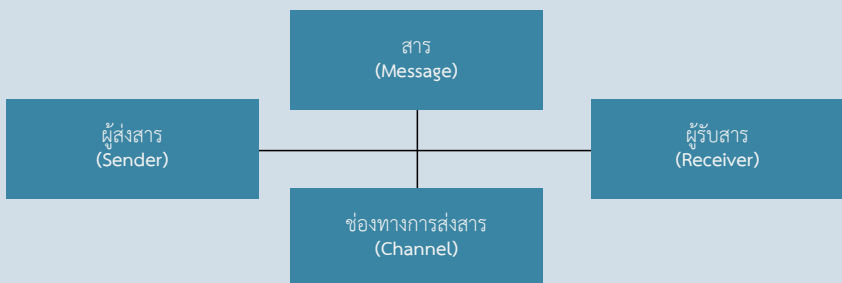 สาร
(Message)
ผู้ส่งสาร
(Sender)
ผู้รับสาร
(Receiver)
ช่องทางการส่งสาร
(Channel)